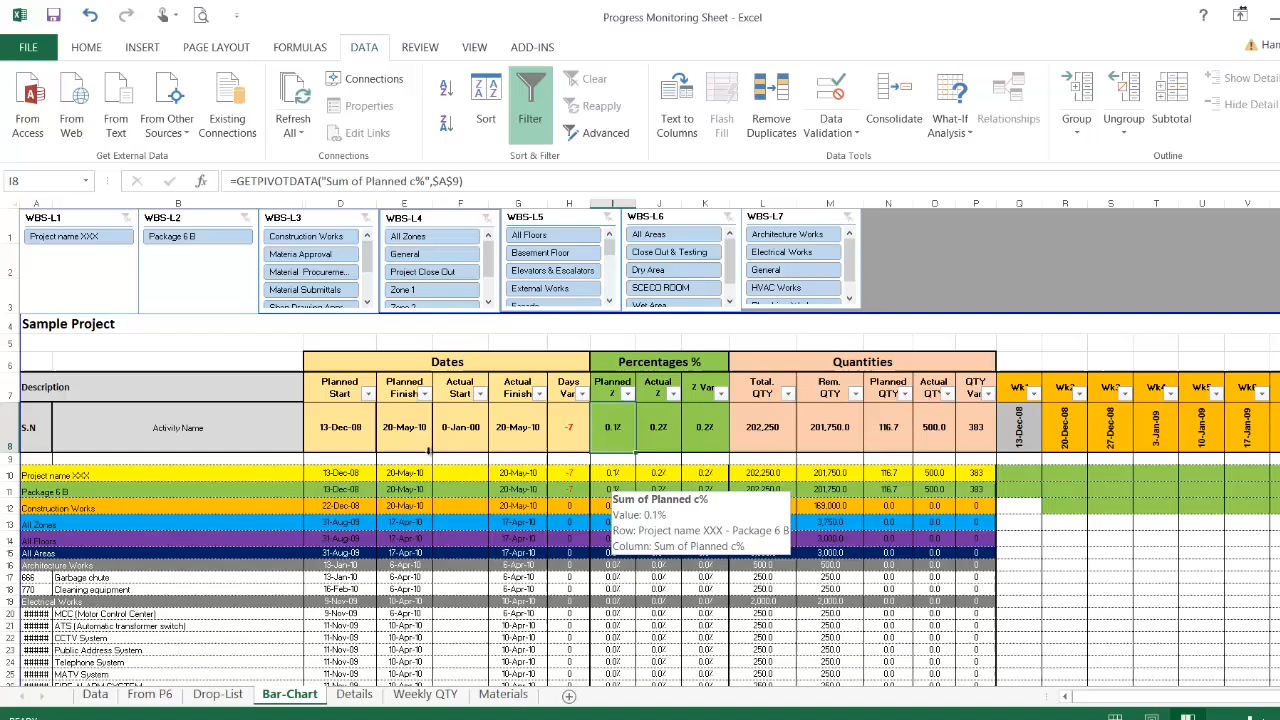 Progress Monitoring Sheet - Excel
?
FILE HOME INSERT PAGE LAYOUT FORMULAS DATA REVIEW VIEW ADD-INS
From Access
From Web
From Text
From Other Sources
Existing Connections
Get External Data
Refresh All
Connections
Properties
Edit Links
Connections
Sort
Filter
Clear
Reapply
Advanced
Sort & Filter
Text to Columns
Flash Fill
Remove Duplicates
Data Validation
Consolidate
What-If Analysis
Relationships
Data Tools
Group
Ungroup
Subtotal
Show Detai
Hide Detai
Outline
I8 fx =GETPIVOTDATA("Sum of Planned c%",$A$9)
A B D E F G H I J K L M N O P Q R S T U V
WBS-L1 WBS-L2 WBS-L3 WBS-L4 WBS-L5 WBS-L6 WBS-L7
1 Project name XXX Package 6 B Construction Works All Zones All Floors All Areas Architecture Works
Materia Approval General Basement Floor Close Out & Testing Electrical Works
2 Material Procureme... Project Close Out Elevators & Escalators Dry Area General
Material Submittals Zone 1 External Works SCECO ROOM HVAC Works
3 Zone 2 Wet Area
4 Sample Project
5
6 Dates Percentages % Quantities
7 Description Planned Start Planned Finish Actual Start Actual Finish Days Var Planned % Actual % % Var Total. QTY Rem. QTY Planned QTY Actual QTY QTY Var Wk1 Wk2 Wk3 Wk4 Wk5 Wk6
8 S.N Activity Name 13-Dec-08 20-May-10 0-Jan-00 20-May-10 -7 0.1% 0.2% 0.2% 202,250 201,750.0 116.7 500.0 383 13-Dec-08 20-Dec-08 27-Dec-08 3-Jan-09 10-Jan-09 17-Jan-09
9
10 Project name XXX 13-Dec-08 20-May-10 20-May-10 -7 0.1% 0.2% 0.2% 202,250.0 201,750.0 116.7 500.0 383
11 Package 6 B 13-Dec-08 20-May-10 20-May-10 -7 0.1% 0.2% 0.2% 202,250.0 201,750.0 116.7 500.0 383
12 Construction Works 22-Dec-08 20-May-10 20-May-10 0 169,000.0 0.0 0.0 0
13 All Zones 31-Aug-09 17-Apr-10 17-Apr-10 0 3,750.0 0.0 0.0 0
14 All Floors 31-Aug-09 17-Apr-10 17-Apr-10 0 3,000.0 0.0 0.0 0
15 All Areas 31-Aug-09 17-Apr-10 17-Apr-10 0 3,000.0 0.0 0.0 0
Sum of Planned c%
Value: 0.1%
Row: Project name XXX - Package 6 B
Column: Sum of Planned c%
16 Architecture Works 13-Jan-10 6-Apr-10 6-Apr-10 0 0.0% 0.0% 0.0% 500.0 500.0 0.0 0.0 0
17 666 Garbage chute 13-Jan-10 6-Apr-10 6-Apr-10 0 0.0% 0.0% 0.0% 250.0 250.0 0.0 0.0 0
18 770 Cleaning equipment 16-Feb-10 6-Apr-10 6-Apr-10 0 0.0% 0.0% 0.0% 250.0 250.0 0.0 0.0 0
19 Electrical Works 9-Nov-09 10-Apr-10 10-Apr-10 0 0.0% 0.0% 0.0% 2,000.0 2,000.0 0.0 0.0 0
20 ##### MCC (Motor Control Center) 9-Nov-09 6-Apr-10 6-Apr-10 0 0.0% 0.0% 0.0% 250.0 250.0 0.0 0.0 0
21 ##### ATS (Automatic transformer switch) 11-Nov-09 10-Apr-10 10-Apr-10 0 0.0% 0.0% 0.0% 250.0 250.0 0.0 0.0 0
22 ##### CCTV System 11-Nov-09 10-Apr-10 10-Apr-10 0 0.0% 0.0% 0.0% 250.0 250.0 0.0 0.0 0
23 ##### Public Address System 11-Nov-09 10-Apr-10 10-Apr-10 0 0.0% 0.0% 0.0% 250.0 250.0 0.0 0.0 0
24 ##### Telephone System 11-Nov-09 10-Apr-10 10-Apr-10 0 0.0% 0.0% 0.0% 250.0 250.0 0.0 0.0 0
25 ##### MATV System 11-Nov-09 10-Apr-10 10-Apr-10 0 0.0% 0.0% 0.0% 250.0 250.0 0.0 0.0 0
Data From P6 Drop-List Bar-Chart Details Weekly QTY Materials